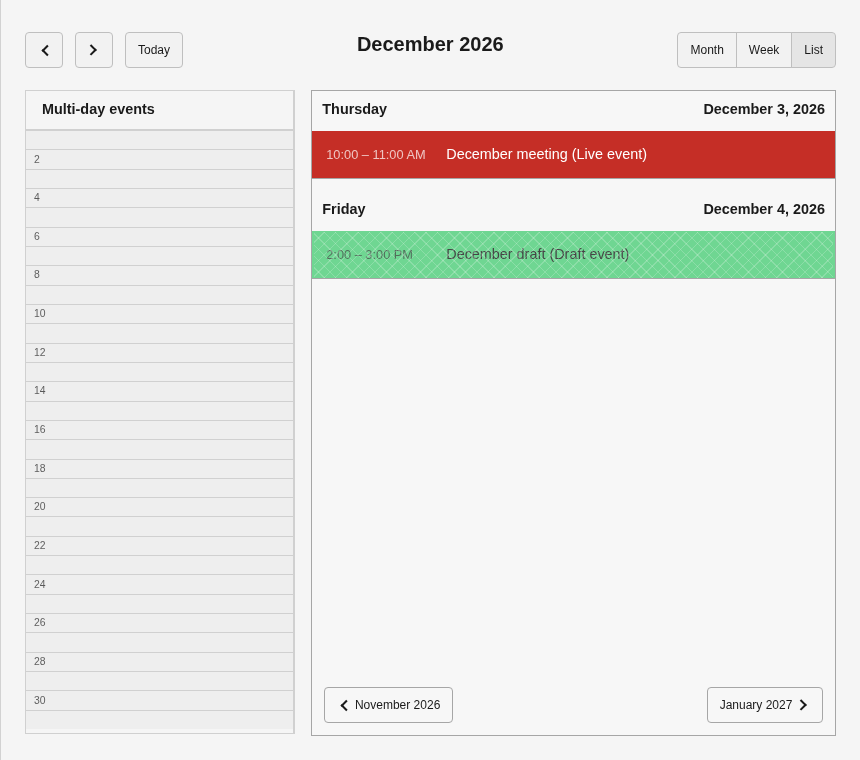 Today
December 2026
Month Week List
Multi-day events
2
4
6
8
10
12
14
16
18
20
22
24
26
28
30
Thursday December 3, 2026
10:00 – 11:00 AM December meeting (Live event)
Friday December 4, 2026
2:00 – 3:00 PM December draft (Draft event)
November 2026 January 2027